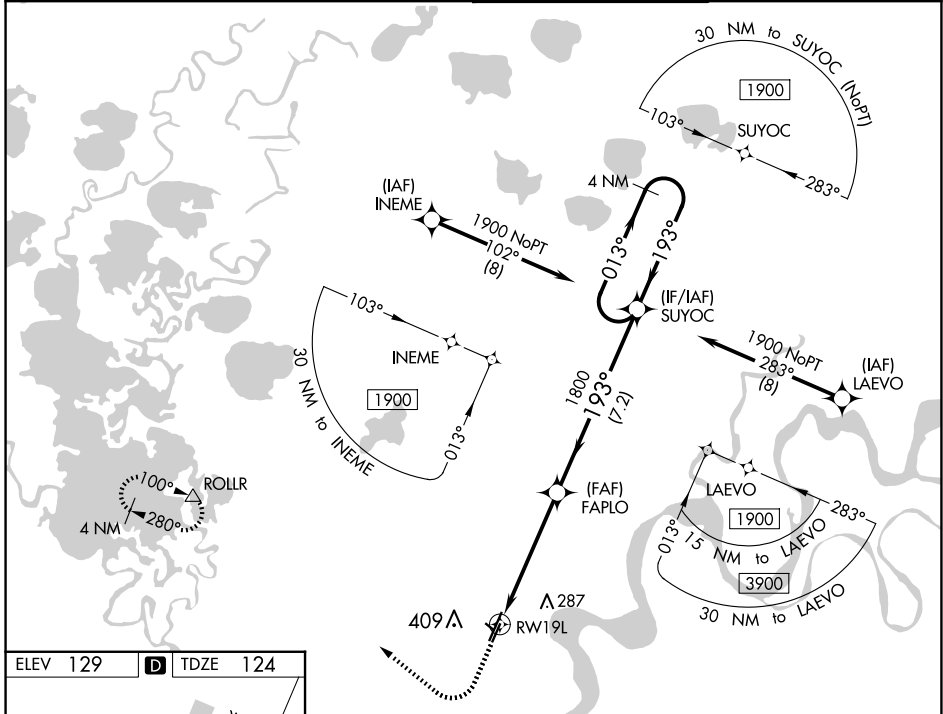 30 NM to SUYOC (NoPT)
1900
103°
SUYOC
283°
4 NM
(IAF)
INEME
1900 NoPT
102°
(8)
013°
193°
(IF/IAF)
SUYOC
103°
INEME
1900
30 NM to INEME
013°
1900 NoPT
283°
(8)
(IAF)
LAEVO
1800
193°
(7.2)
100°
ROLLR
4 NM
280°
(FAF)
FAPLO
LAEVO
283°
1900
013°
15 NM to LAEVO
3900
30 NM to LAEVO
409
287
RW19L
ELEV 129 D TDZE 124